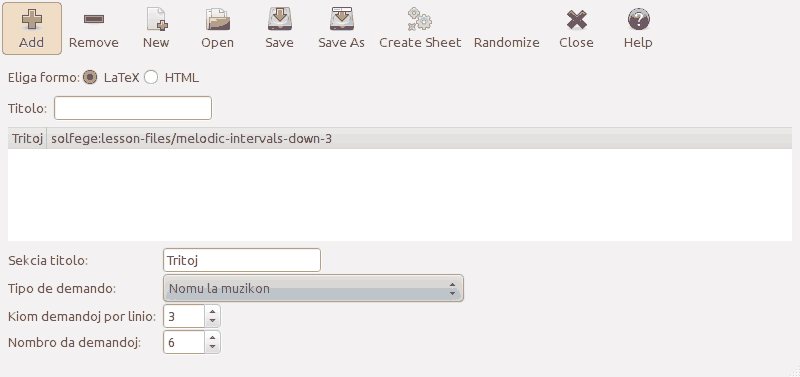 Add Remove New Open Save Save As Create Sheet Randomize Close Help
Eliga formo: LaTeX HTML
Titolo:
Tritoj solfege:lesson-files/melodic-intervals-down-3
Sekcia titolo: Tritoj
Tipo de demando: Nomu la muzikon
Kiom demandoj por linio: 3
Nombro da demandoj: 6